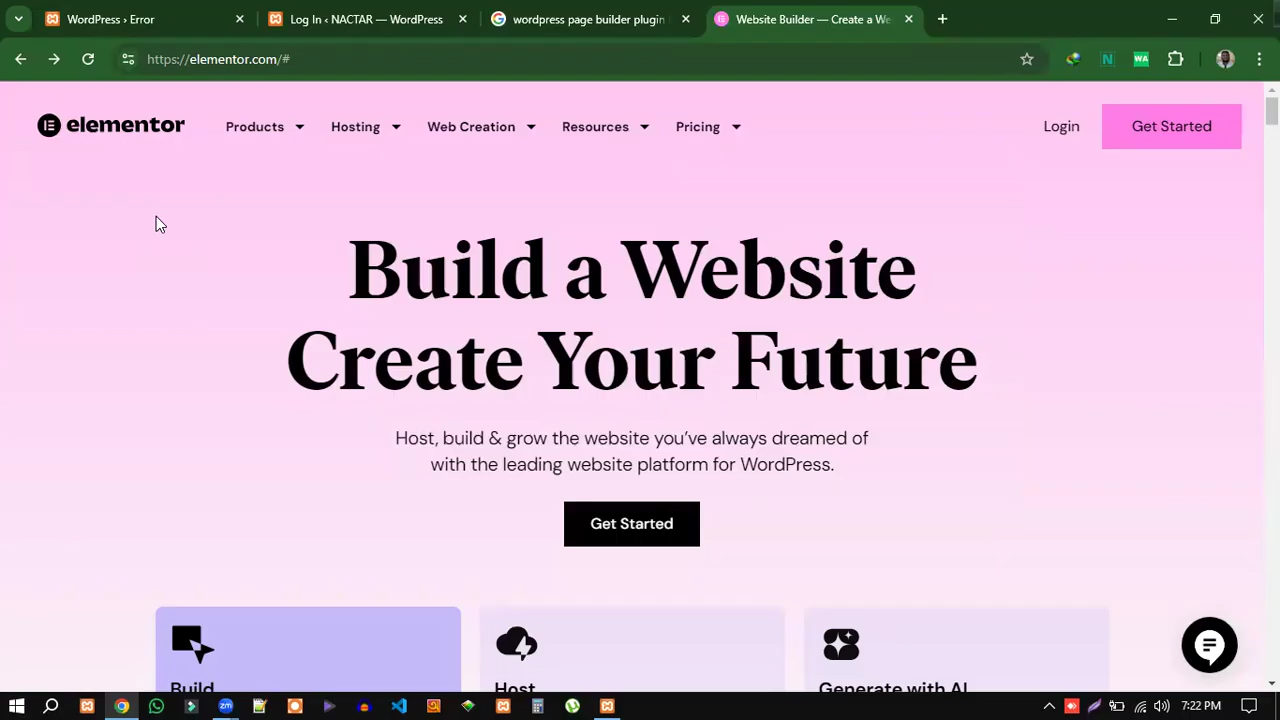 WordPress › Error
Log In ‹ NACTAR — WordPress
wordpress page builder plugin
Website Builder — Create a We
https://elementor.com/#
N
WA
elementor
Products
Hosting
Web Creation
Resources
Pricing
Login
Get Started
Build a Website
Create Your Future
Host, build & grow the website you've always dreamed of
with the leading website platform for WordPress.
Get Started
Build
Host
Generate with AI
7:22 PM